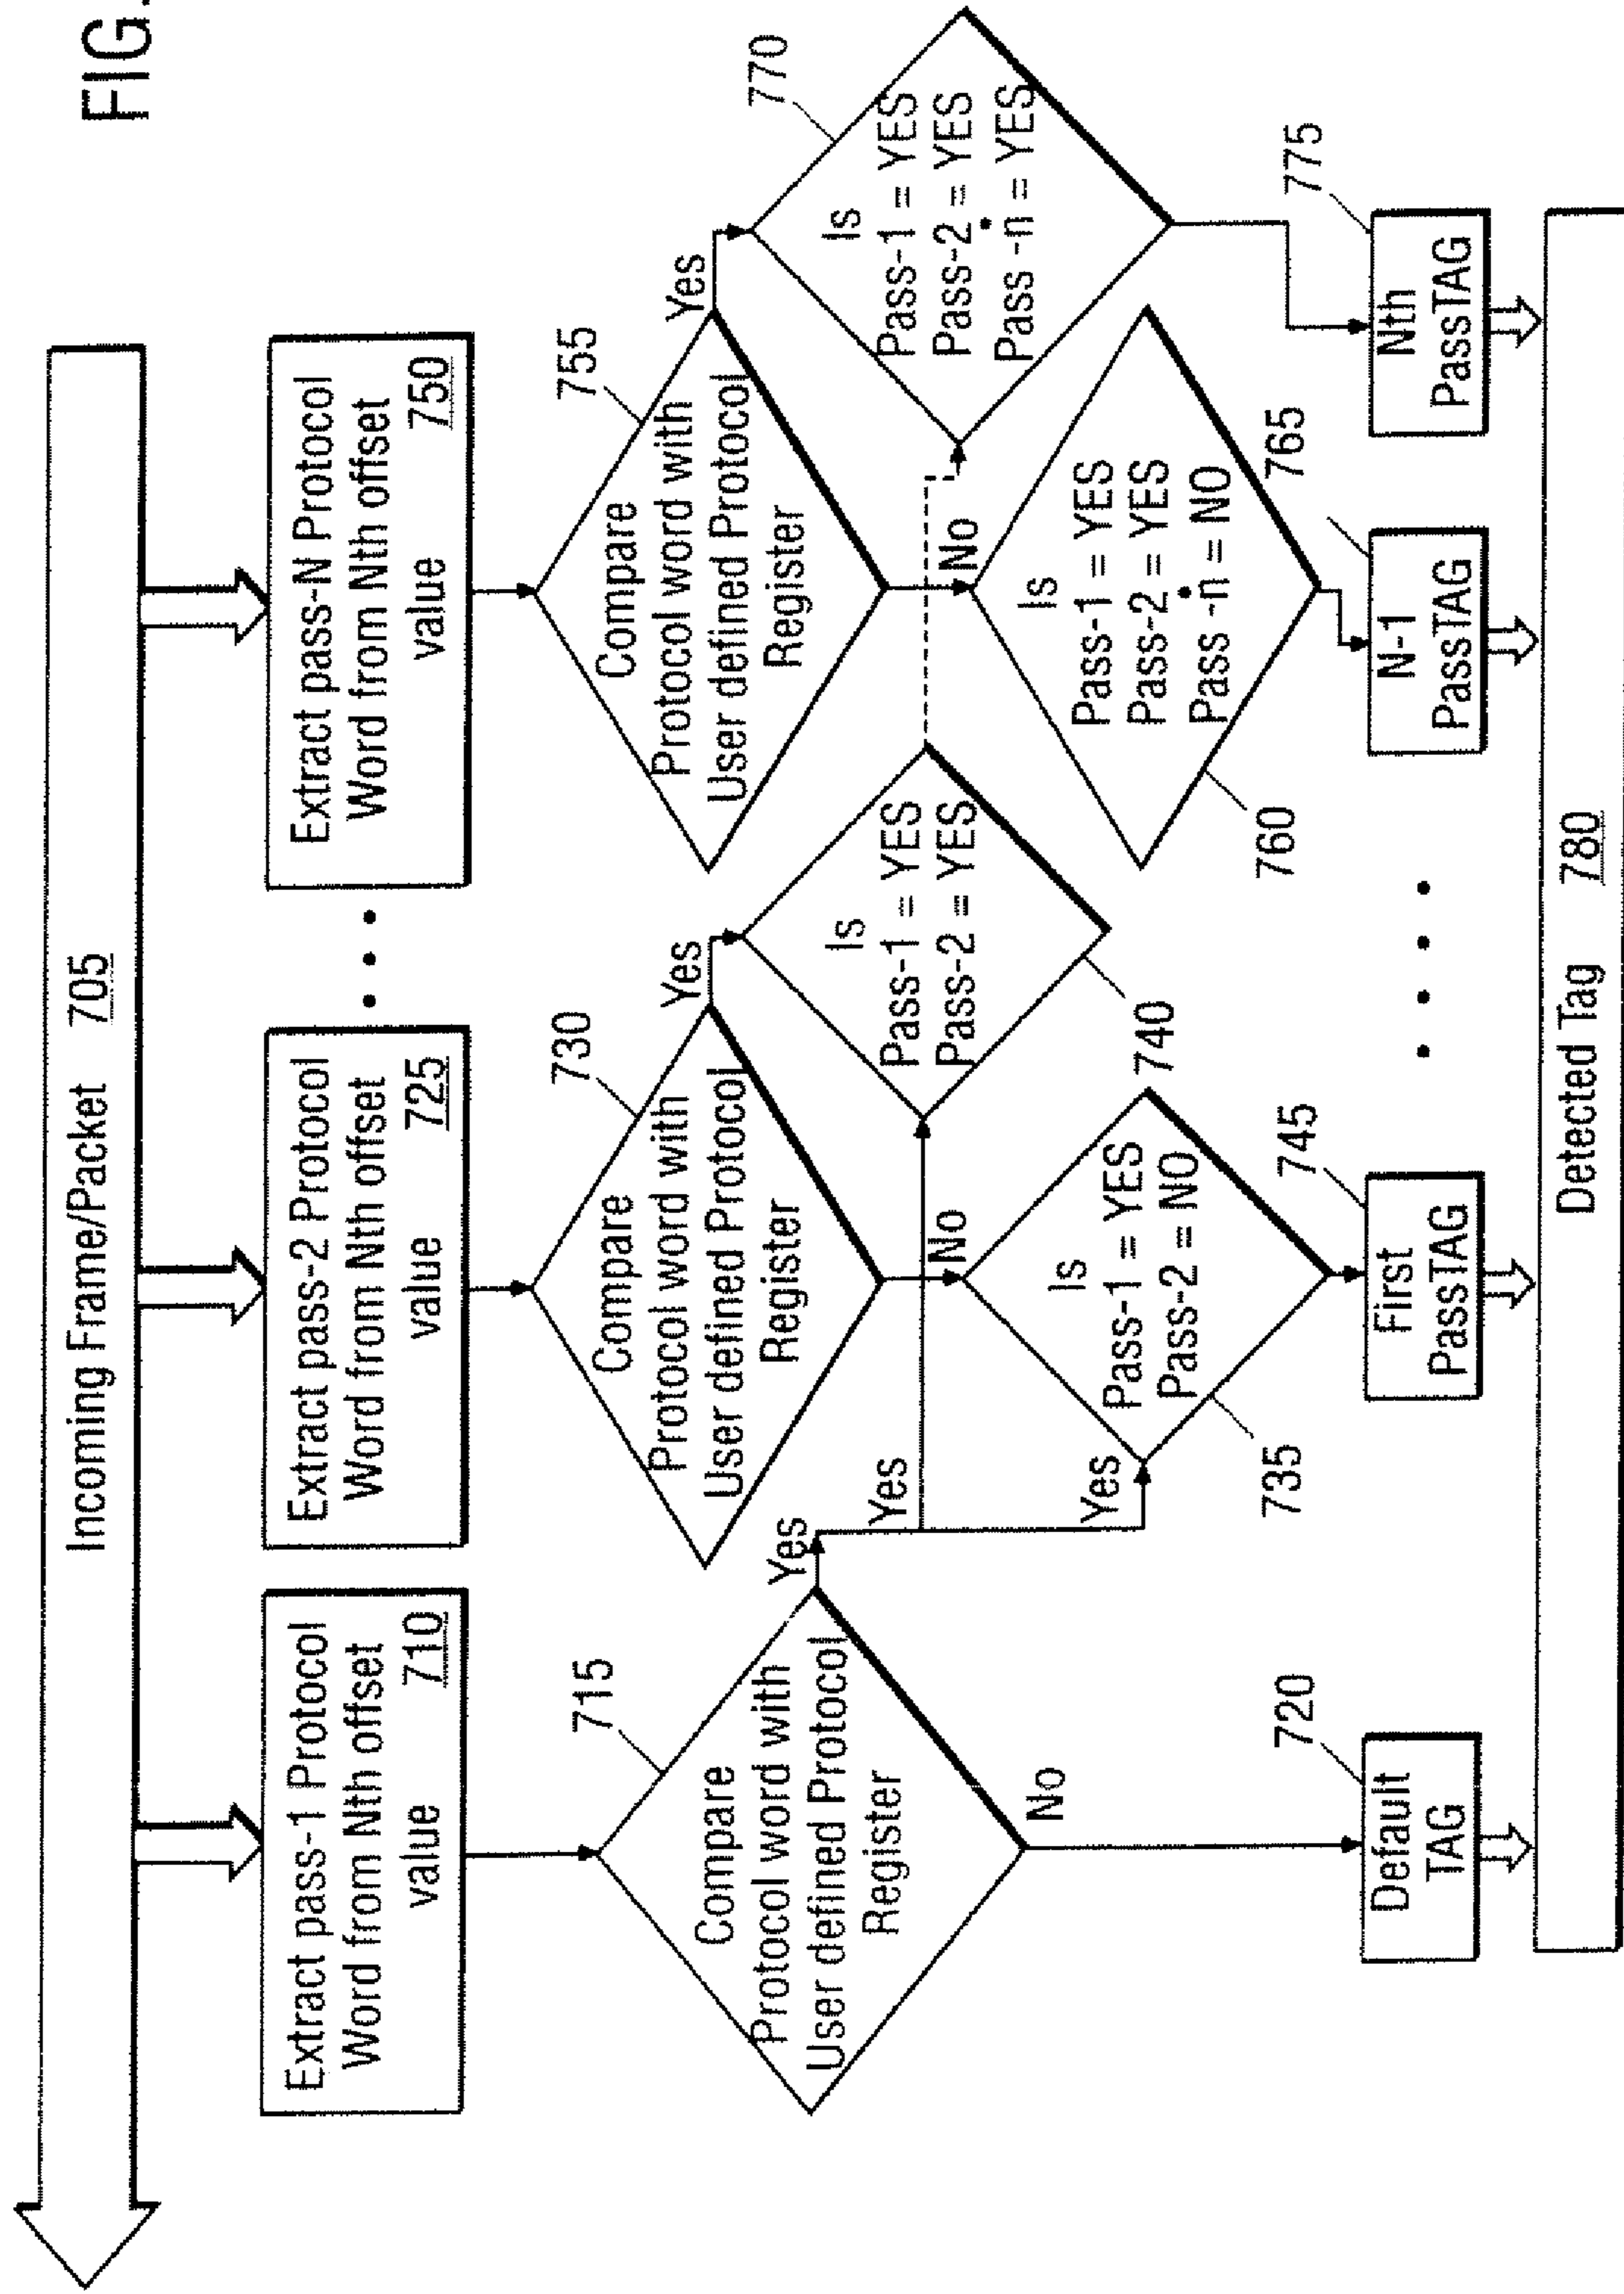 FIG.
Incoming Frame/Packet 705
Extract pass-1 Protocol
Word from Nth offset
value 710
Extract pass-2 Protocol
Word from Nth offset
value 725
• • •
Extract pass-N Protocol
Word from Nth offset
value 750
715
Compare
Protocol word with
User defined Protocol
Register
Yes
No
730
Compare
Protocol word with
User defined Protocol
Register
Yes
No
755
Compare
Protocol word with
User defined Protocol
Register
Yes
No
Yes
Yes
735
Is
Pass-1 = YES
Pass-2 = NO
740
Is
Pass-1 = YES
Pass-2 = YES
760
Is
Pass-1 = YES
Pass-2 = YES
•
Pass -n = NO
770
Is
Pass-1 = YES
Pass-2 = YES
•
Pass -n = YES
720
Default
TAG
745
First
PassTAG
• • • •
765
N-1
PassTAG
775
Nth
PassTAG
Detected Tag 780